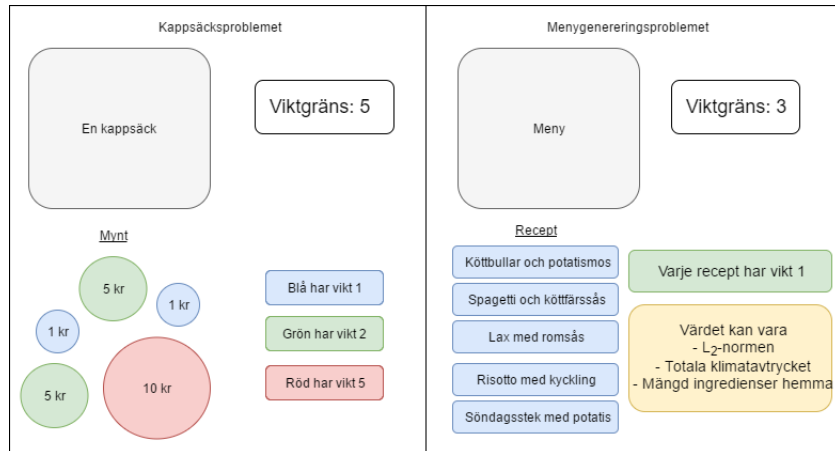 Kappsäcksproblemet
En kappsäck
Viktgräns: 5
Mynt
5 kr
1 kr
1 kr
5 kr
10 kr
Blå har vikt 1
Grön har vikt 2
Röd har vikt 5
Menygenereringsproblemet
Meny
Viktgräns: 3
Recept
Köttbullar och potatismos
Spagetti och köttfärssås
Lax med romsås
Risotto med kyckling
Söndagsstek med potatis
Varje recept har vikt 1
Värdet kan vara
- L2-normen
- Totala klimatavtrycket
- Mängd ingredienser hemma